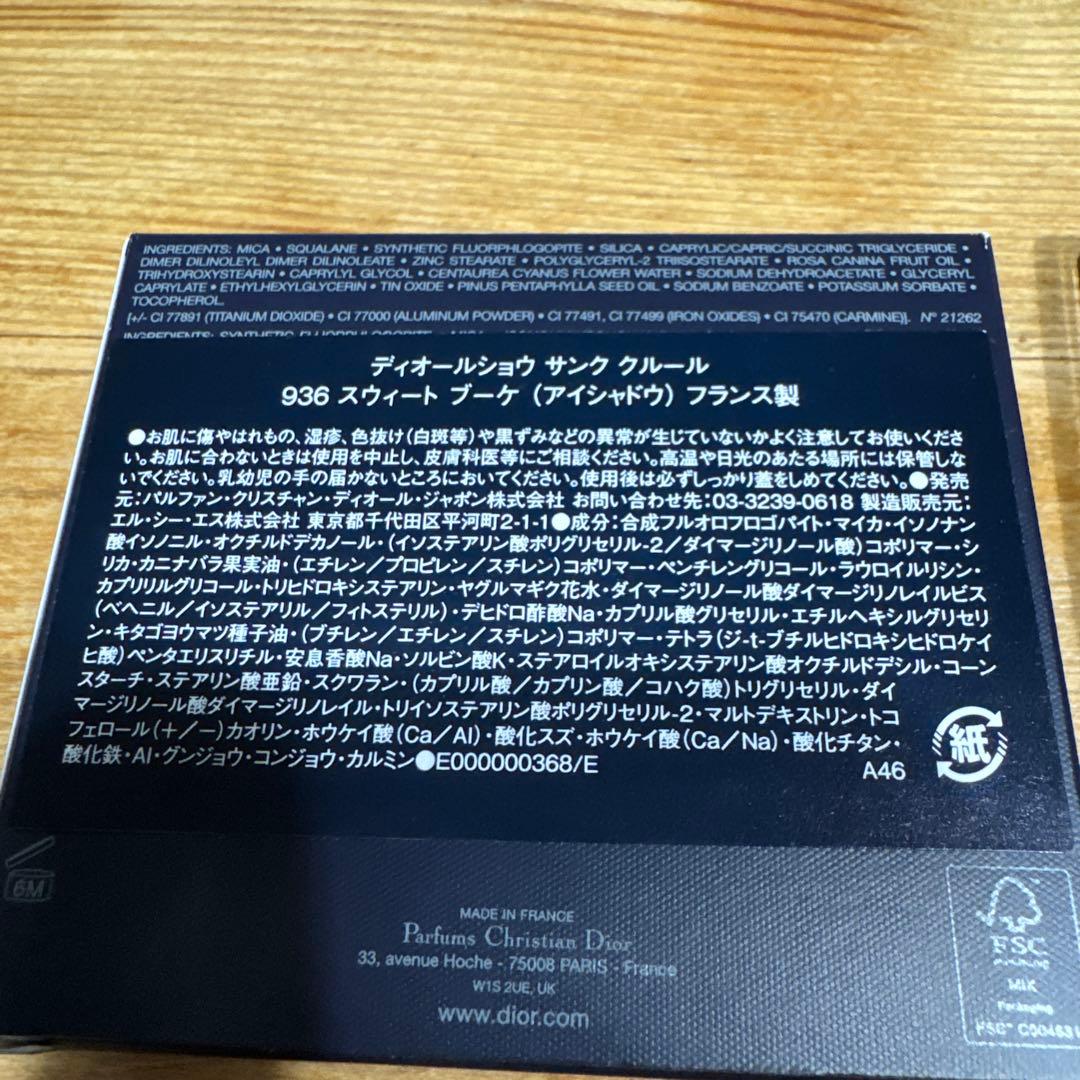 INGREDIENTS: MICA • SQUALANE • SYNTHETIC FLUORPHLOGOPITE • SILICA • CAPRYLIC/CAPRIC/SUCCINIC TRIGLYCERIDE •
DIMER DILINOLEYL DIMER DILINOLEATE • ZINC STEARATE • POLYGLYCERYL-2 TRIISOSTEARATE • ROSA CANINA FRUIT OIL •
TRIHYDROXYSTEARIN • CAPRYLYL GLYCOL • CENTAUREA CYANUS FLOWER WATER • SODIUM DEHYDROACETATE • GLYCERYL
CAPRYLATE • ETHYLHEXYLGLYCERIN • TIN OXIDE • PINUS PENTAPHYLLA SEED OIL • SODIUM BENZOATE • POTASSIUM SORBATE •
TOCOPHEROL.
[+/- CI 77891 (TITANIUM DIOXIDE) • CI 77000 (ALUMINUM POWDER) • CI 77491, CI 77499 (IRON OXIDES) • CI 75470 (CARMINE)]. N° 21262
ディオールショウ サンク クルール
936 スウィート ブーケ（アイシャドウ）フランス製
●お肌に傷やはれもの、湿疹、色抜け（白斑等）や黒ずみなどの異常が生じていないかよく注意してお使いくださ
い。お肌に合わないときは使用を中止し、皮膚科医等にご相談ください。高温や日光のあたる場所には保管しな
いでください。乳幼児の手の届かないところにおいてください。使用後は必ずしっかり蓋をしめてください。●発売
元：パルファン・クリスチャン・ディオール・ジャポン株式会社 お問い合わせ先：03-3239-0618 製造販売元：
エル・シー・エス株式会社 東京都千代田区平河町2-1-1●成分：合成フルオロフロゴパイト・マイカ・イソノナン
酸イソノニル・オクチルドデカノール・（イソステアリン酸ポリグリセリル-2／ダイマージリノール酸）コポリマー・シ
リカ・カニナバラ果実油・（エチレン／プロピレン／スチレン）コポリマー・ペンチレングリコール・ラウロイルリシン・
カプリリルグリコール・トリヒドロキシステアリン・ヤグルマギク花水・ダイマージリノール酸ダイマージリノレイルビス
（ベヘニル／イソステアリル／フィトステリル）・デヒドロ酢酸Na・カプリル酸グリセリル・エチルヘキシルグリセリ
ン・キタゴヨウマツ種子油・（ブチレン／エチレン／スチレン）コポリマー・テトラ（ジ-t-ブチルヒドロキシヒドロケイ
ヒ酸）ペンタエリスリチル・安息香酸Na・ソルビン酸K・ステアロイルオキシステアリン酸オクチルドデシル・コーン
スターチ・ステアリン酸亜鉛・スクワラン・（カプリル酸／カプリン酸／コハク酸）トリグリセリル・ダイ
マージリノール酸ダイマージリノレイル・トリイソステアリン酸ポリグリセリル-2・マルトデキストリン・トコ
フェロール（＋／－）カオリン・ホウケイ酸（Ca／Al）・酸化スズ・ホウケイ酸（Ca／Na）・酸化チタン・
酸化鉄・Al・グンジョウ・コンジョウ・カルミン●E000000368/E
A46
紙
6M
MADE IN FRANCE
Parfums Christian Dior
33, avenue Hoche - 75008 PARIS - France
W1S 2UE, UK
www.dior.com
FSC
MIX
Packaging